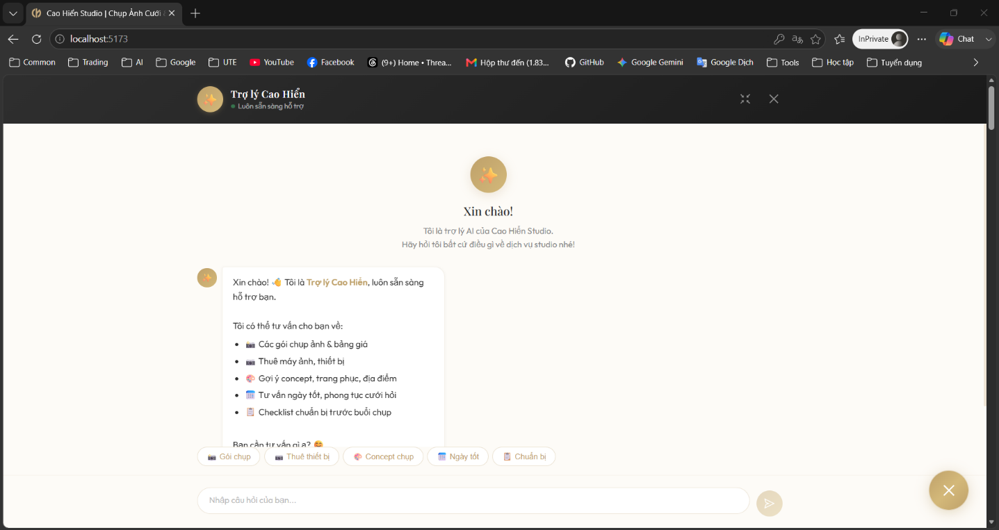 Cao Hiển Studio | Chụp Ảnh Cưới
localhost:5173
InPrivate
Chat
Common
Trading
AI
Google
UTE
YouTube
Facebook
(9+) Home • Threa...
Hộp thư đến (1.83...
GitHub
Google Gemini
Google Dịch
Tools
Học tập
Tuyển dụng
Trợ lý Cao Hiển
Luôn sẵn sàng hỗ trợ
Xin chào!
Tôi là trợ lý AI của Cao Hiển Studio.
Hãy hỏi tôi bất cứ điều gì về dịch vụ studio nhé!
Xin chào! 👋 Tôi là Trợ lý Cao Hiển, luôn sẵn sàng
hỗ trợ bạn.
Tôi có thể tư vấn cho bạn về:
• 📸 Các gói chụp ảnh & bảng giá
• 📷 Thuê máy ảnh, thiết bị
• 🎨 Gợi ý concept, trang phục, địa điểm
• 📅 Tư vấn ngày tốt, phong tục cưới hỏi
• 📋 Checklist chuẩn bị trước buổi chụp
Bạn cần tư vấn gì ạ? 🥰
📸 Gói chụp
📷 Thuê thiết bị
🎨 Concept chụp
📅 Ngày tốt
📋 Chuẩn bị
Nhập câu hỏi của bạn...